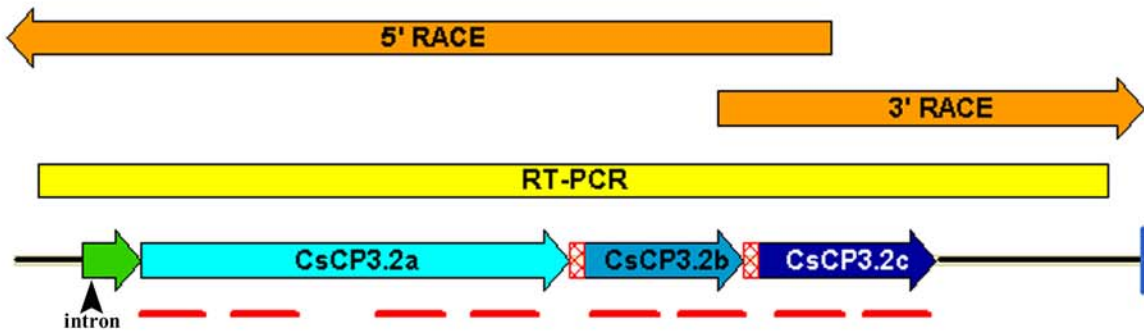 5' RACE
3' RACE
RT-PCR
CsCP3.2a
CsCP3.2b
CsCP3.2c
intron